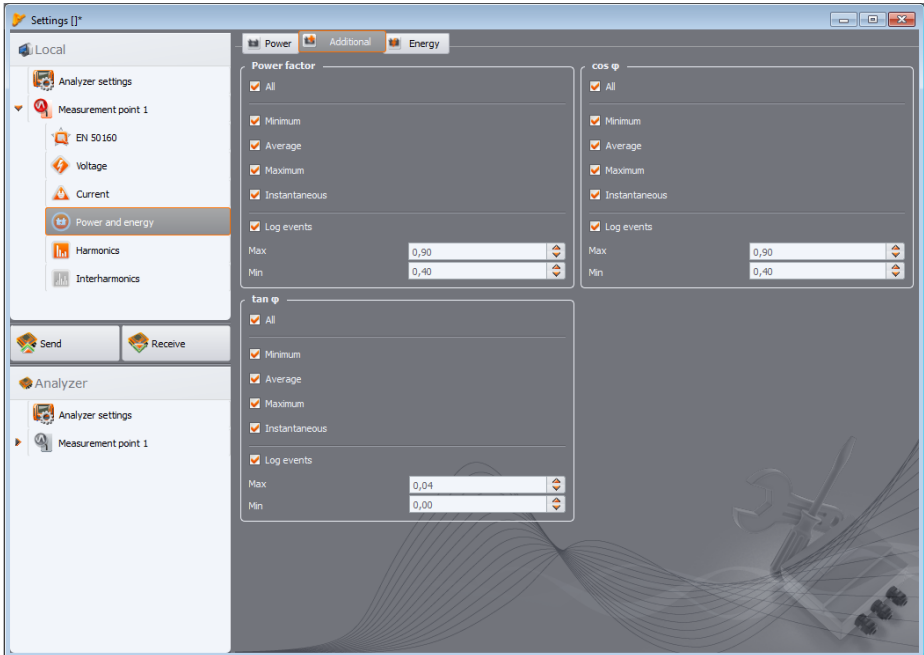 Settings []*
Local
Analyzer settings
Measurement point 1
EN 50160
Voltage
Current
Power and energy
Harmonics
Interharmonics
Send Receive
Analyzer
Analyzer settings
Measurement point 1
Power Additional Energy
Power factor
All
Minimum
Average
Maximum
Instantaneous
Log events
Max 0,90
Min 0,40
cos φ
All
Minimum
Average
Maximum
Instantaneous
Log events
Max 0,90
Min 0,40
tan φ
All
Minimum
Average
Maximum
Instantaneous
Log events
Max 0,04
Min 0,00